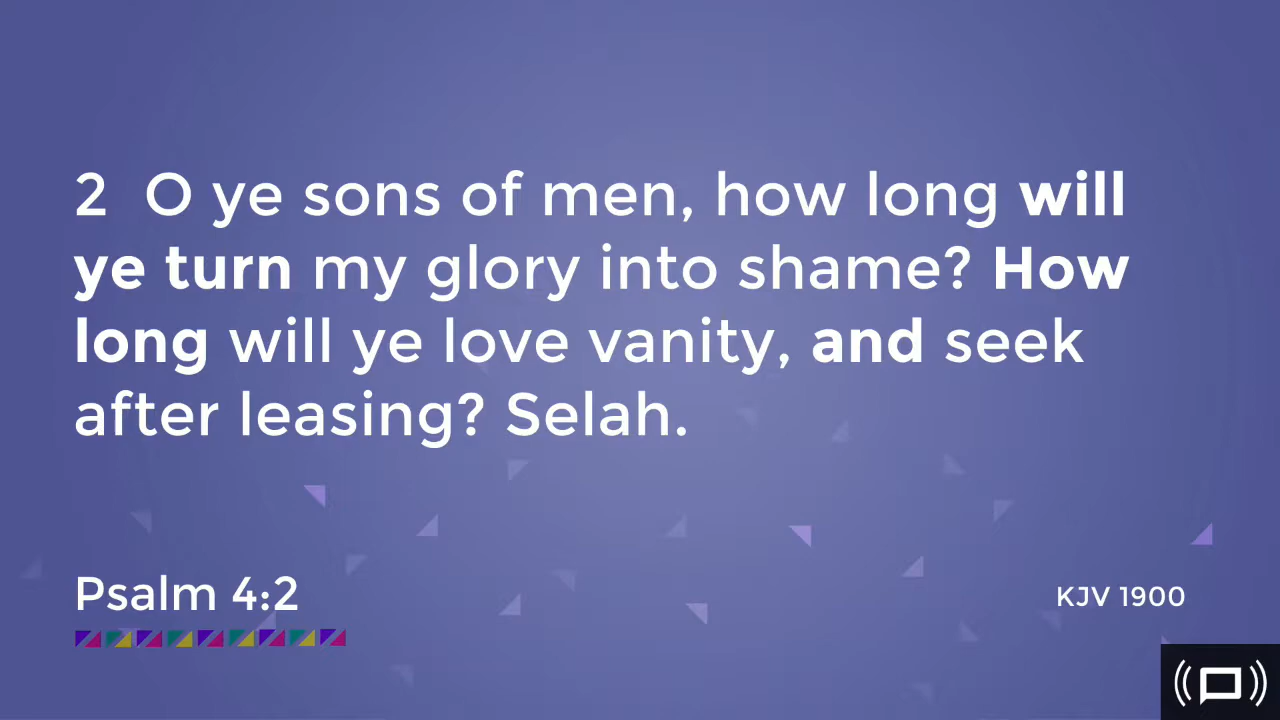 2 O ye sons of men, how long will
ye turn my glory into shame? How
long will ye love vanity, and seek
after leasing? Selah.
Psalm 4:2
KJV 1900